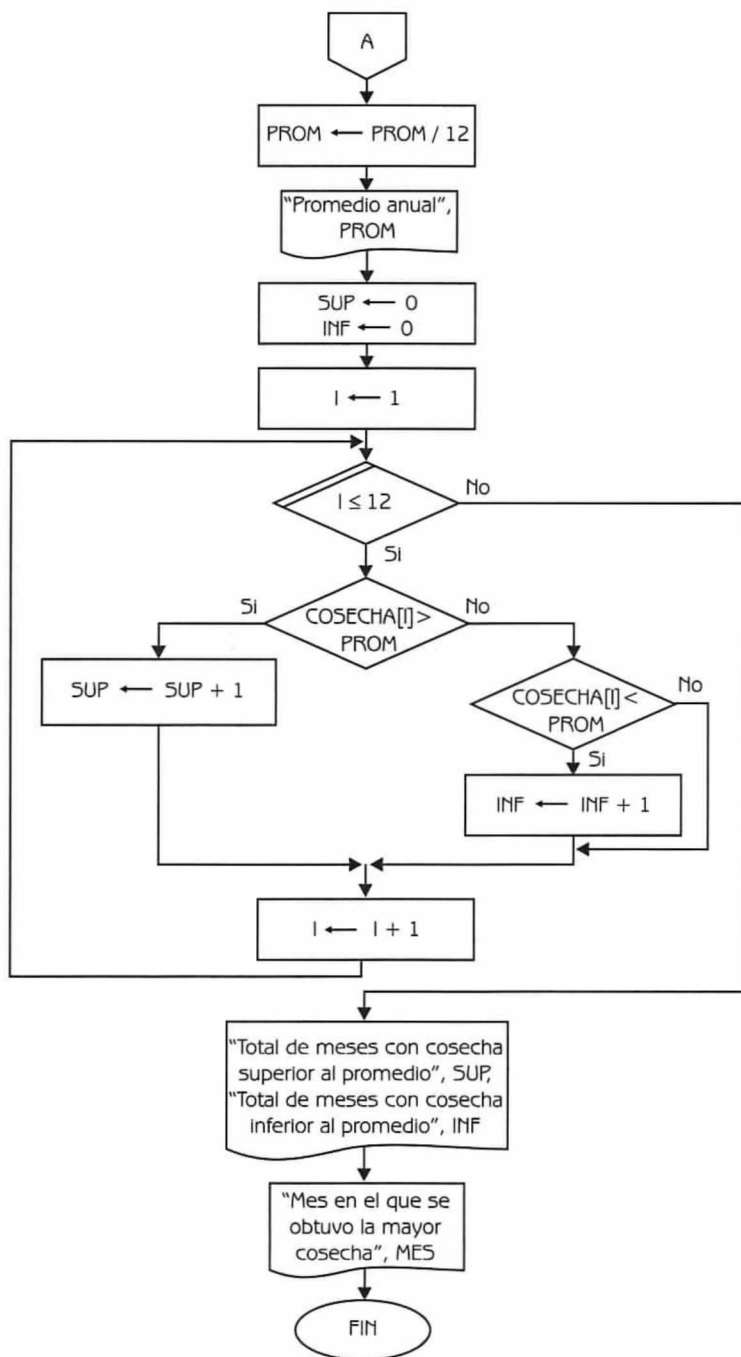 A
PROM ← PROM / 12
"Promedio anual",
PROM
SUP ← 0
INF ← 0
I ← 1
I ≤ 12
No
Si
Si
COSECHA[I] >
PROM
No
SUP ← SUP + 1
COSECHA[I] <
PROM
No
Si
INF ← INF + 1
I ← I + 1
"Total de meses con cosecha
superior al promedio", SUP,
"Total de meses con cosecha
inferior al promedio", INF
"Mes en el que se
obtuvo la mayor
cosecha", MES
FIN